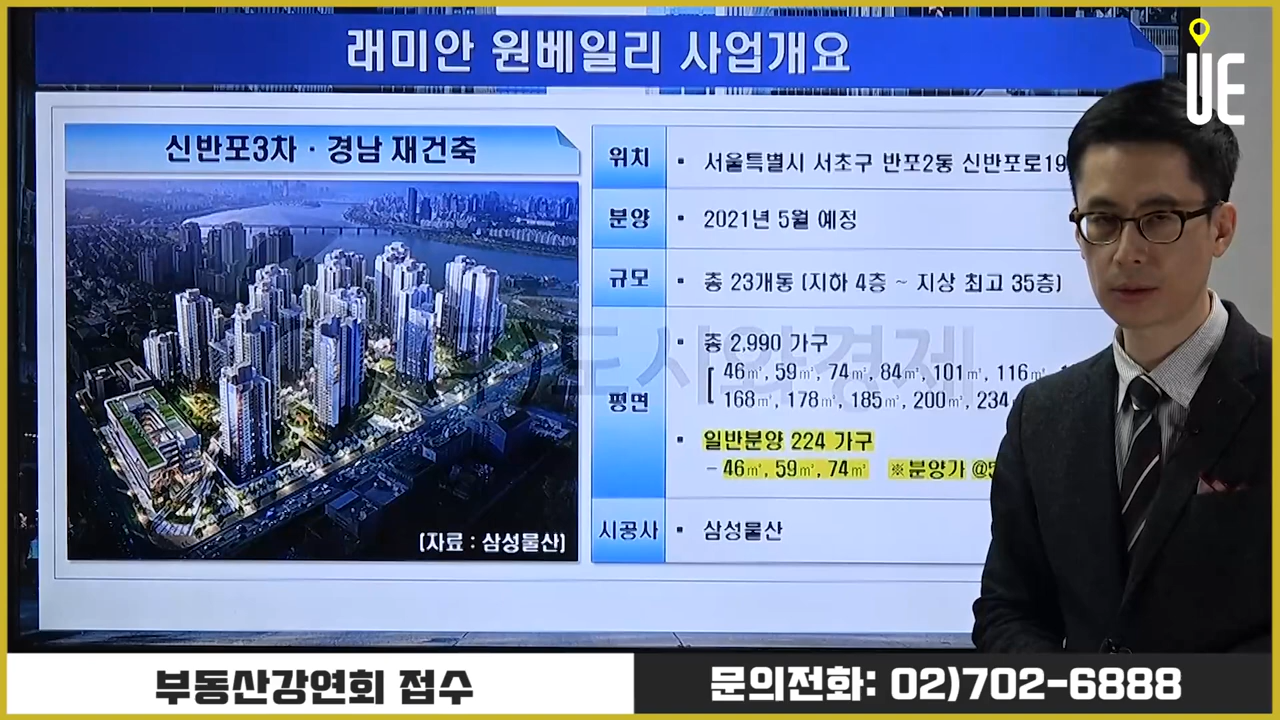 래미안 원베일리 사업개요
UE
신반포3차 · 경남 재건축
[자료 : 삼성물산]
위치 ▪ 서울특별시 서초구 반포2동 신반포로19
분양 ▪ 2021년 5월 예정
규모 ▪ 총 23개동 (지하 4층 ~ 지상 최고 35층)
평면 ▪ 총 2,990 가구
46㎡, 59㎡, 74㎡, 84㎡, 101㎡, 116㎡,
168㎡, 178㎡, 185㎡, 200㎡, 234
▪ 일반분양 224 가구
– 46㎡, 59㎡, 74㎡ ※분양가 @5
시공사 ▪ 삼성물산
도시와경제
부동산강연회 접수
문의전화: 02)702-6888